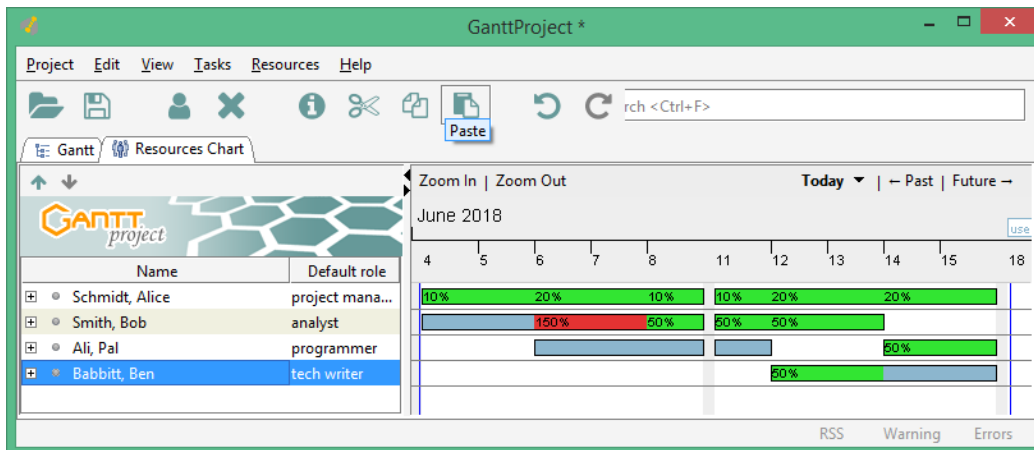 GanttProject *
Project Edit View Tasks Resources Help
rch <Ctrl+F>
Paste
Gantt Resources Chart
Zoom In | Zoom Out Today ▼ | ← Past | Future →
GANTT
project
June 2018
use
4 5 6 7 8 11 12 13 14 15 18
Name Default role
Schmidt, Alice project mana... 10% 20% 10% 10% 20% 20%
Smith, Bob analyst 150% 50% 50% 50%
Ali, Pal programmer 50%
Babbitt, Ben tech writer 50%
RSS Warning Errors